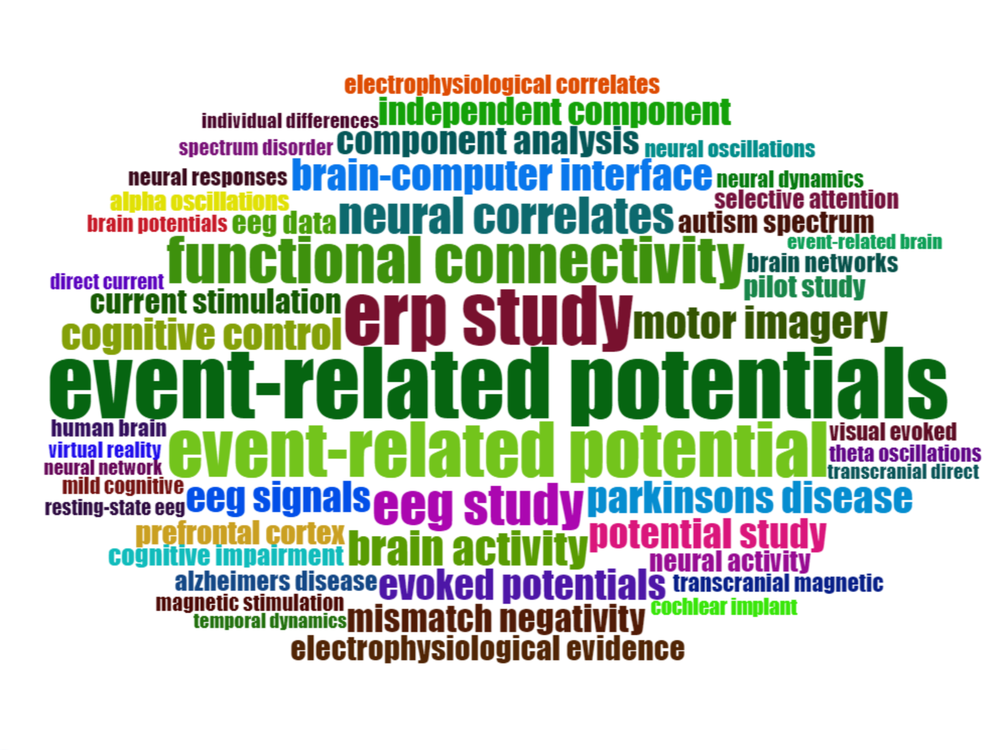 electrophysiological correlates
individual differences independent component
spectrum disorder component analysis neural oscillations
neural responses brain-computer interface neural dynamics
alpha oscillations selective attention
brain potentials eeg data neural correlates autism spectrum
event-related brain
functional connectivity brain networks
direct current pilot study
current stimulation erp study motor imagery
cognitive control
event-related potentials
human brain event-related potential visual evoked
virtual reality theta oscillations
neural network transcranial direct
mild cognitive
resting-state eeg eeg signals eeg study parkinsons disease
prefrontal cortex brain activity potential study
cognitive impairment neural activity
alzheimers disease evoked potentials transcranial magnetic
magnetic stimulation cochlear implant
temporal dynamics mismatch negativity
electrophysiological evidence